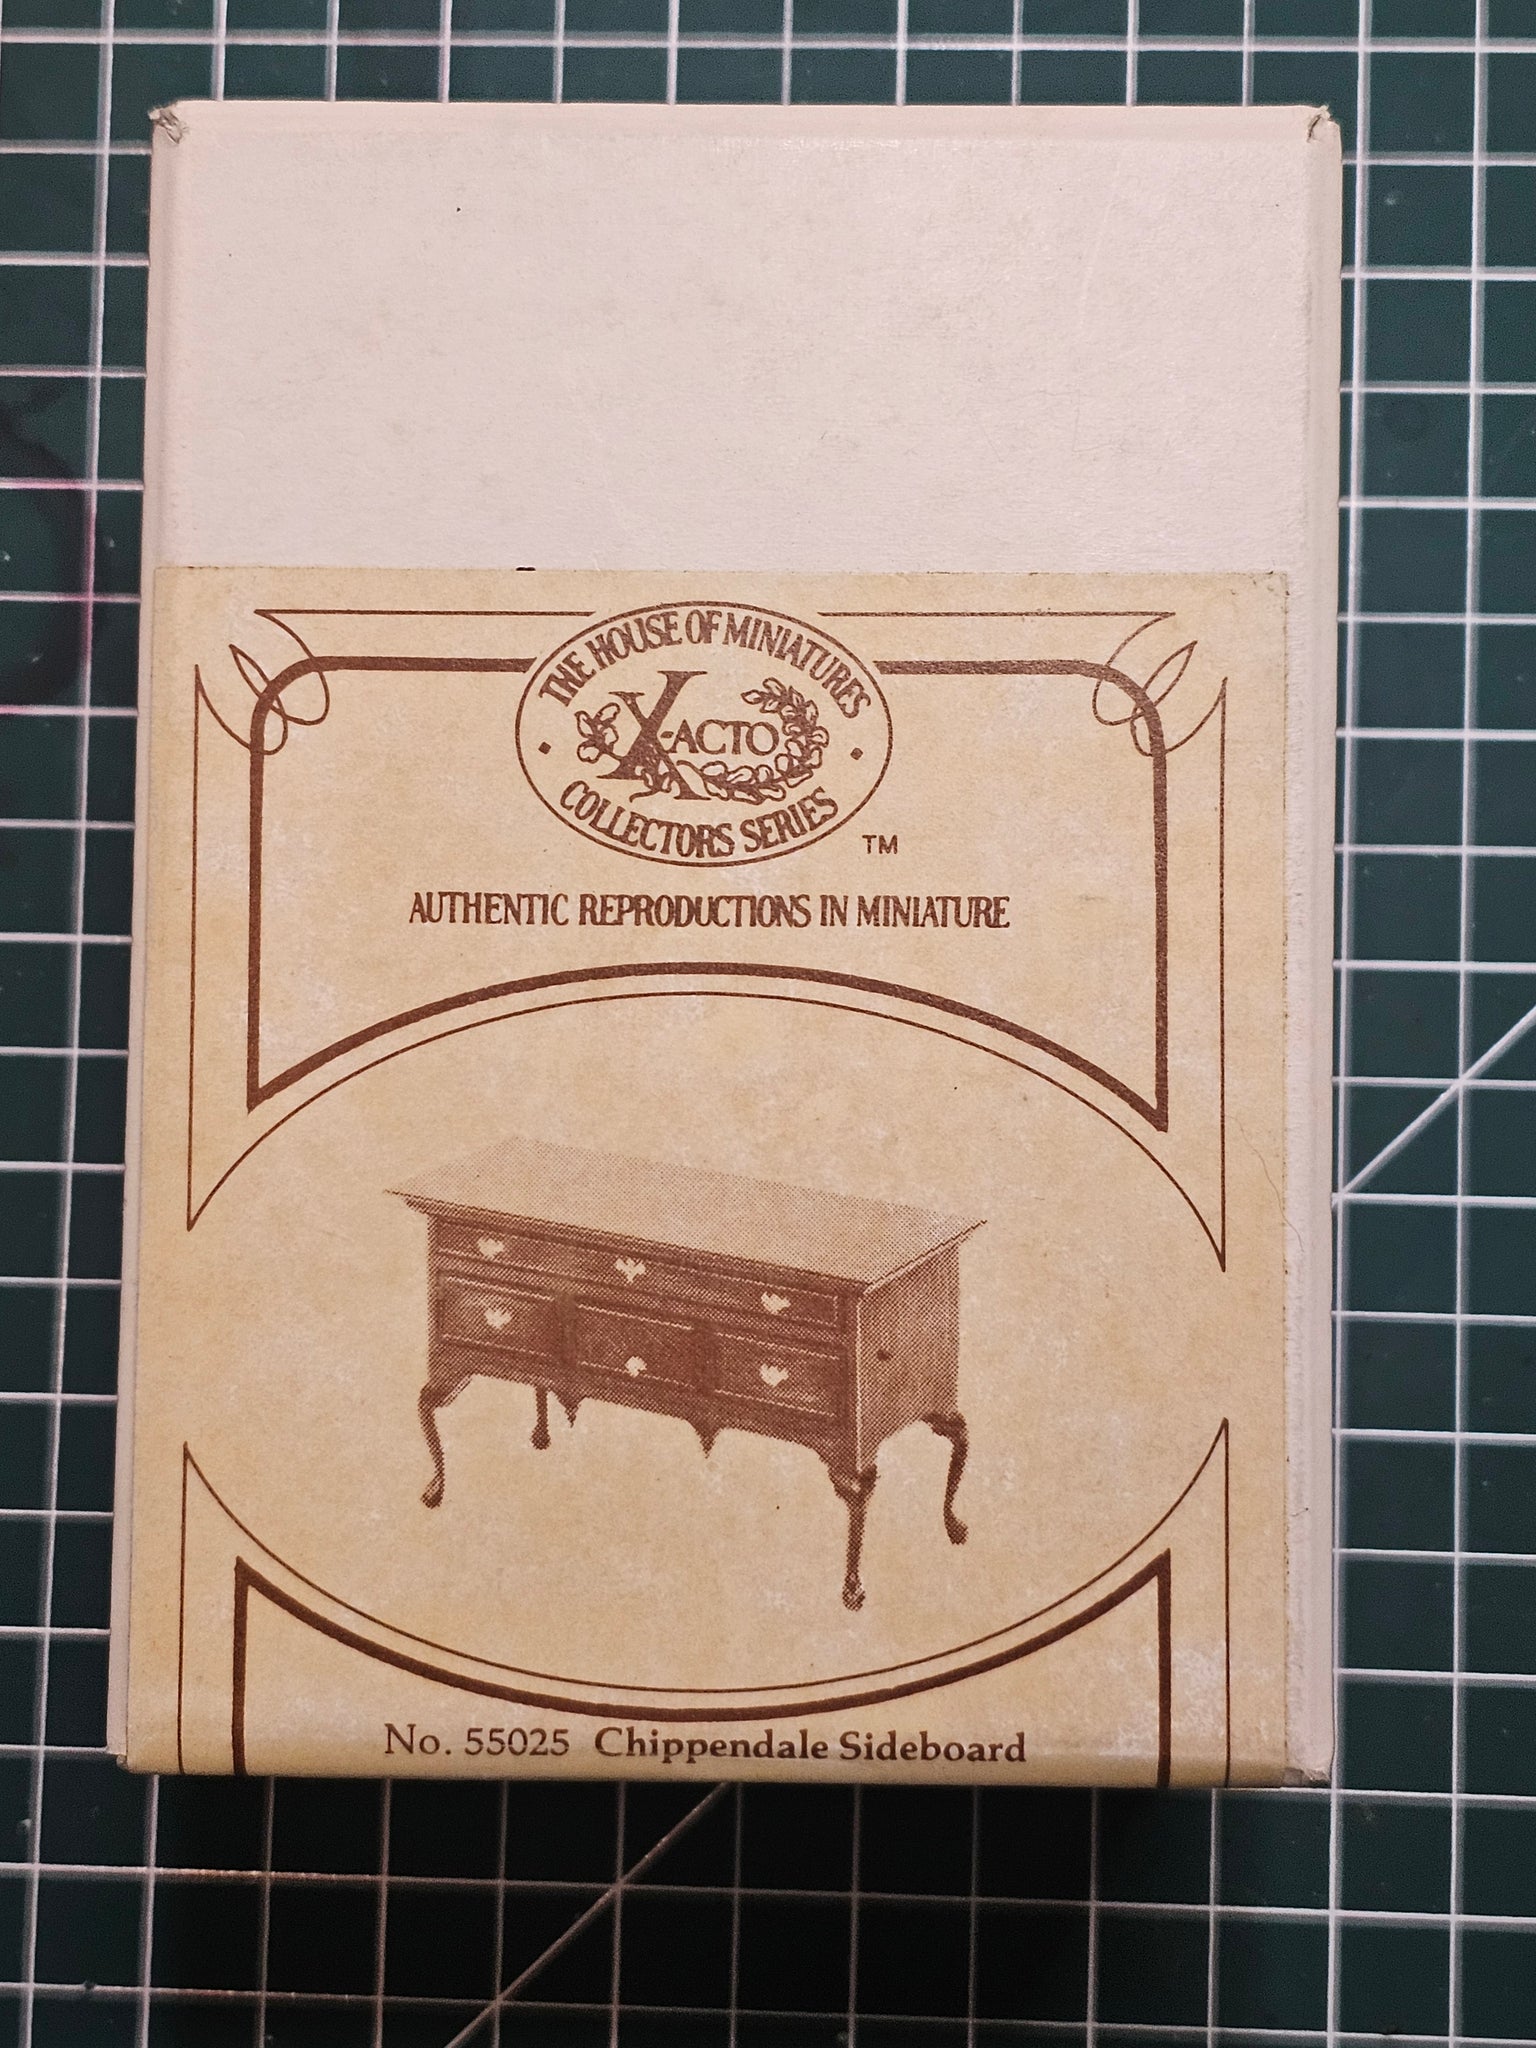 THE HOUSE OF MINIATURES
X-ACTO
COLLECTORS SERIES
TM
AUTHENTIC REPRODUCTIONS IN MINIATURE
No. 55025 Chippendale Sideboard